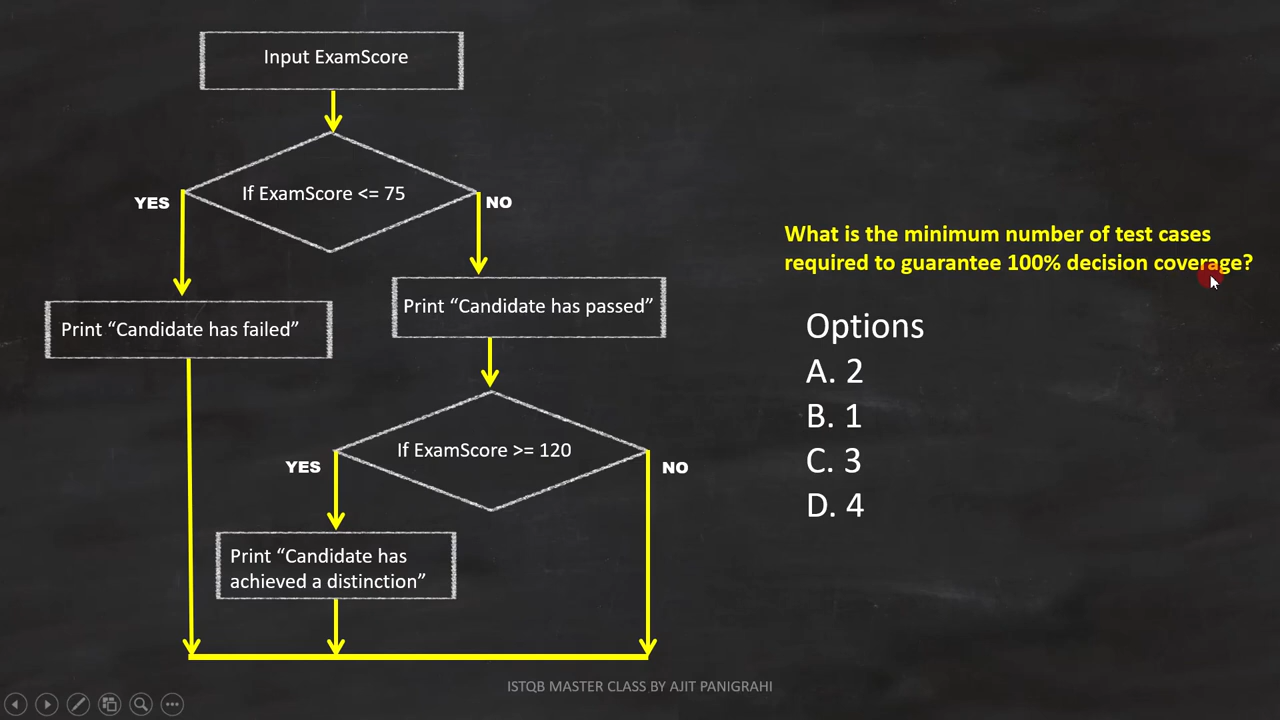 Input ExamScore
If ExamScore <= 75
YES
NO
Print “Candidate has failed”
Print “Candidate has passed”
If ExamScore >= 120
YES
NO
Print “Candidate has
achieved a distinction”
What is the minimum number of test cases
required to guarantee 100% decision coverage?
Options
A. 2
B. 1
C. 3
D. 4
ISTQB MASTER CLASS BY AJIT PANIGRAHI